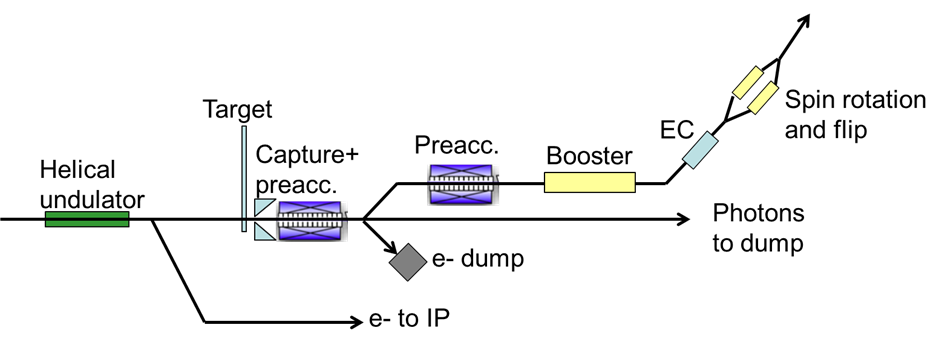 Target
Helical
undulator
Capture+
preacc.
Preacc.
Booster
EC
Spin rotation
and flip
Photons
to dump
e- dump
e- to IP